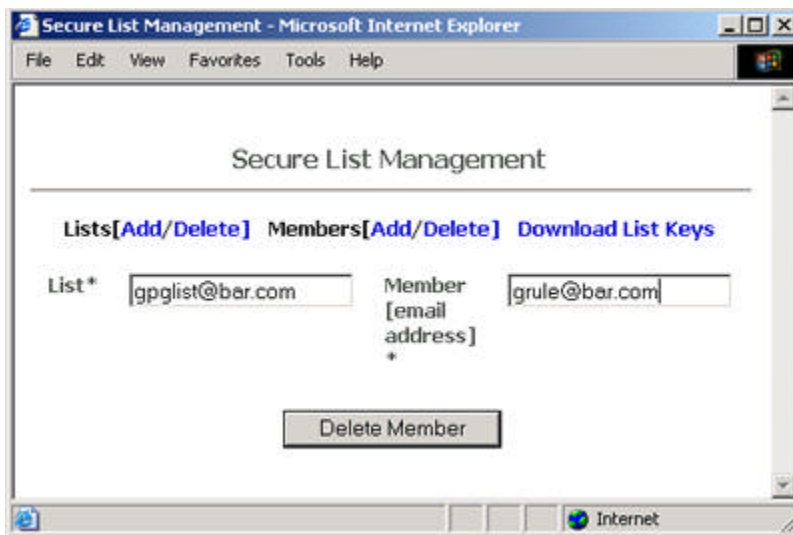 Secure List Management - Microsoft Internet Explorer
File Edit View Favorites Tools Help
Secure List Management
Lists[Add/Delete] Members[Add/Delete] Download List Keys
List* gpglist@bar.com Member [email address] * grule@bar.com
Delete Member
Internet